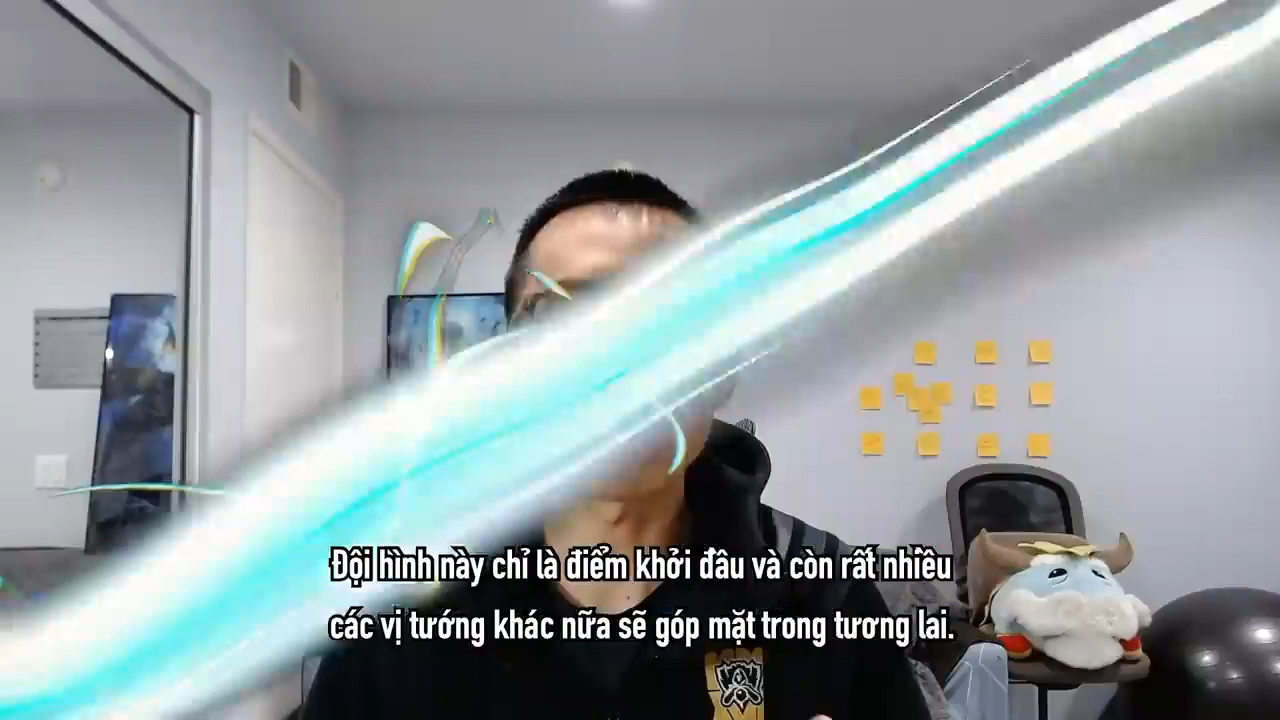 Đội hình này chỉ là điểm khởi đầu và còn rất nhiều
các vị tướng khác nữa sẽ góp mặt trong tương lai.